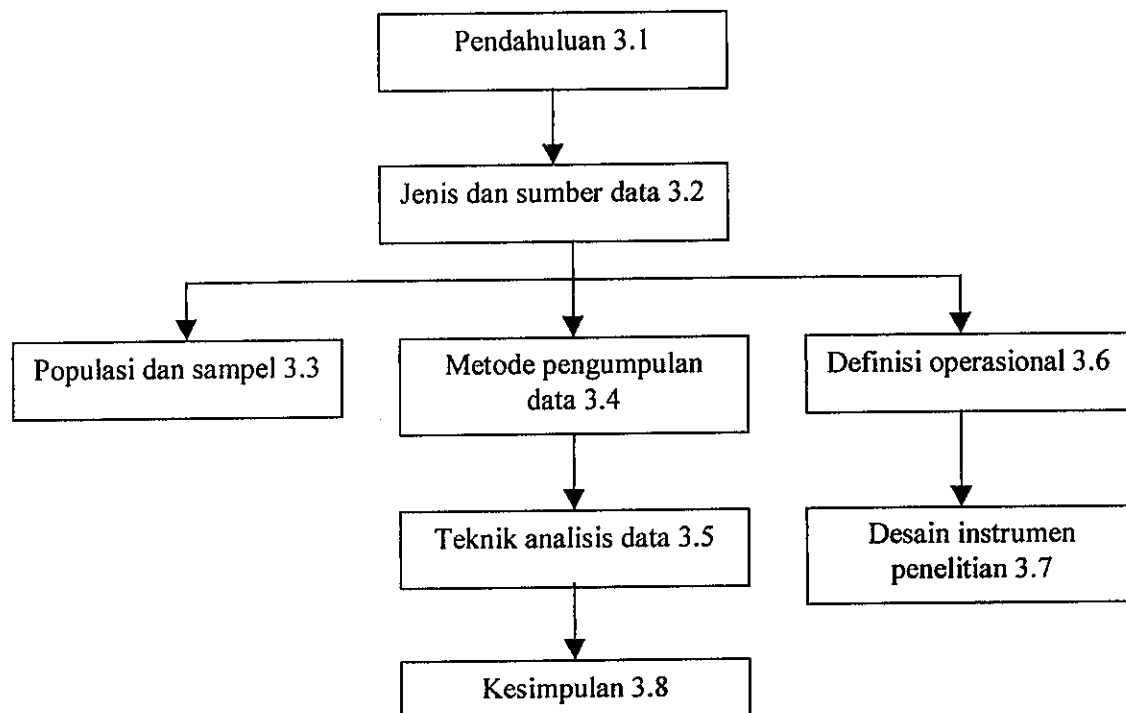 Pendahuluan 3.1
Jenis dan sumber data 3.2
Populasi dan sampel 3.3
Metode pengumpulan
data 3.4
Definisi operasional 3.6
Teknik analisis data 3.5
Desain instrumen
penelitian 3.7
Kesimpulan 3.8